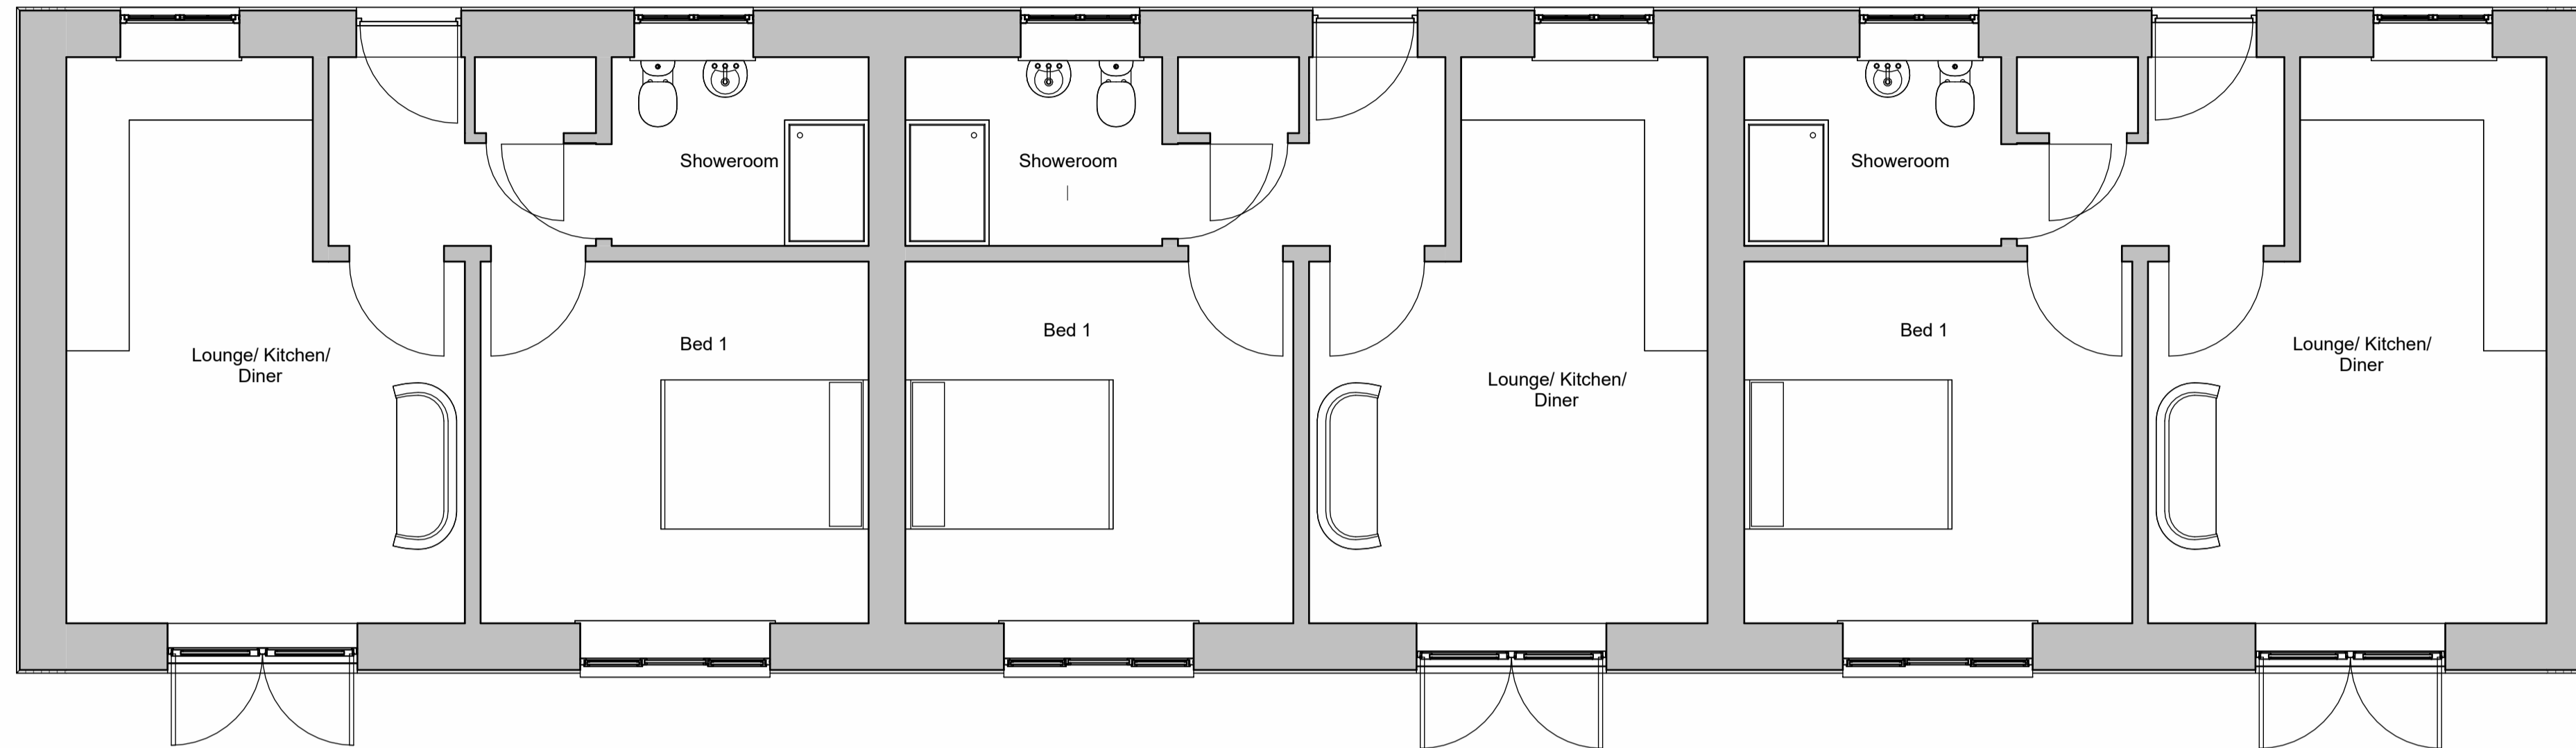 Showeroom
Showeroom
Showeroom
Lounge/ Kitchen/
Diner
Bed 1
Bed 1
Lounge/ Kitchen/
Diner
Bed 1
Lounge/ Kitchen/
Diner